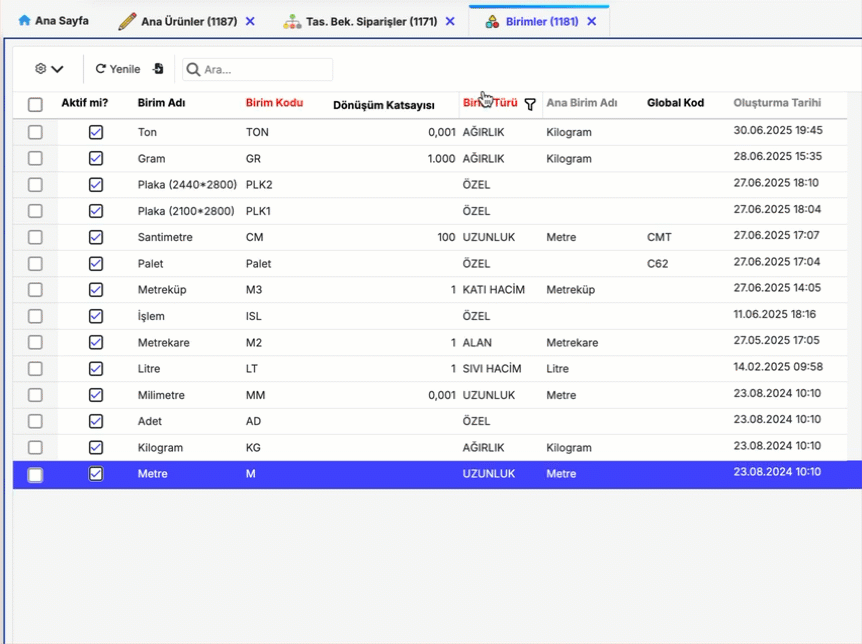 Ana Sayfa Ana Ürünler (1187) Tas. Bek. Siparişler (1171) Birimler (1181)
Yenile Ara...
Aktif mi? Birim Adı Birim Kodu Dönüşüm Katsayısı Türü Ana Birim Adı Global Kod Oluşturma Tarihi
Ton TON 0,001 AĞIRLIK Kilogram 30.06.2025 19:45
Gram GR 1.000 AĞIRLIK Kilogram 28.06.2025 15:35
Plaka (2440*2800) PLK2 ÖZEL 27.06.2025 18:10
Plaka (2100*2800) PLK1 ÖZEL 27.06.2025 18:04
Santimetre CM 100 UZUNLUK Metre CMT 27.06.2025 17:07
Palet Palet ÖZEL C62 27.06.2025 17:04
Metreküp M3 1 KATI HACİM Metreküp 27.06.2025 14:05
İşlem ISL ÖZEL 11.06.2025 18:16
Metrekare M2 1 ALAN Metrekare 27.05.2025 17:05
Litre LT 1 SIVI HACİM Litre 14.02.2025 09:58
Milimetre MM 0,001 UZUNLUK Metre 23.08.2024 10:10
Adet AD ÖZEL 23.08.2024 10:10
Kilogram KG AĞIRLIK Kilogram 23.08.2024 10:10
Metre M UZUNLUK Metre 23.08.2024 10:10